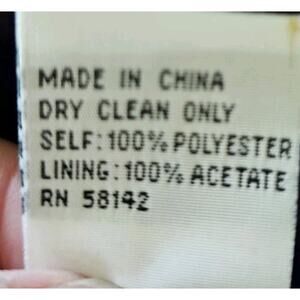 MADE IN CHINA
DRY CLEAN ONLY
SELF:100% POLYESTER
LINING:100% ACETATE
RN 58142